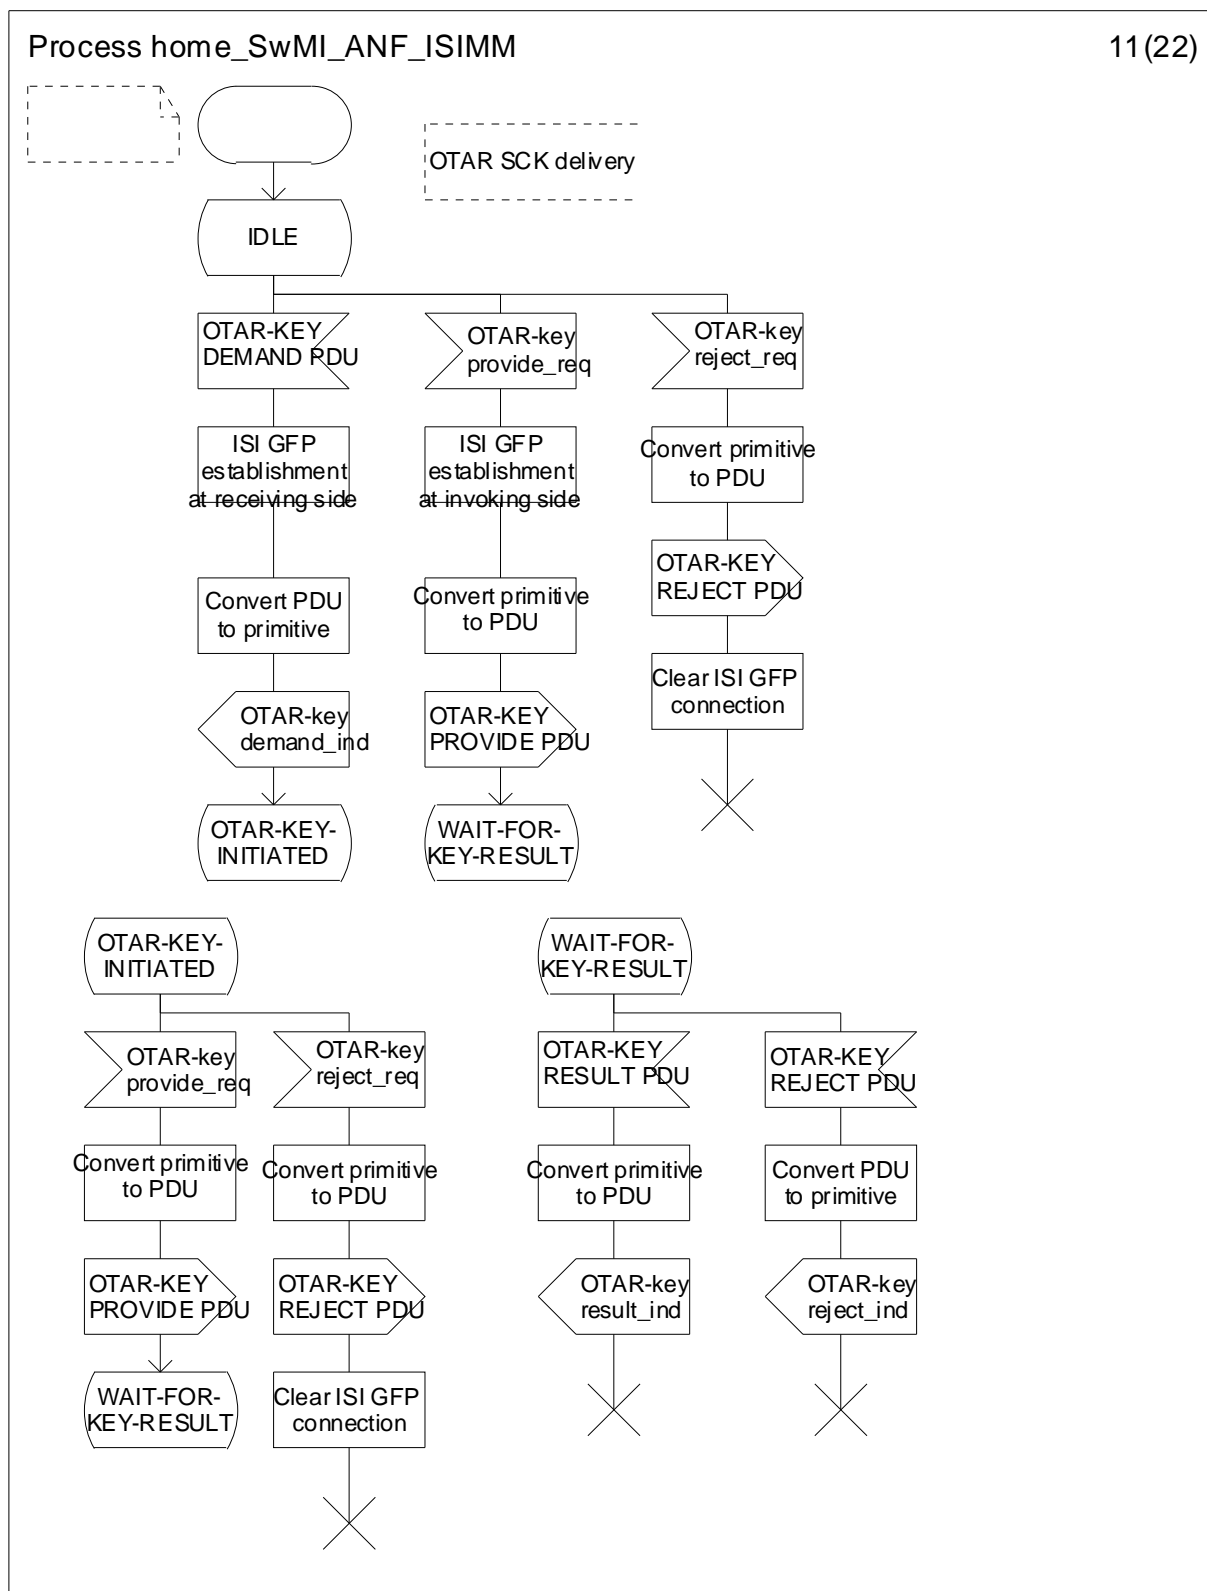 Process home_SwMI_ANF_ISIMM
11(22)
OTAR SCK delivery
IDLE
OTAR-KEY
DEMAND PDU
OTAR-key
provide_req
OTAR-key
reject_req
ISI GFP
establishment
at receiving side
ISI GFP
establishment
at invoking side
Convert primitive
to PDU
OTAR-KEY
REJECT PDU
Convert PDU
to primitive
Convert primitive
to PDU
Clear ISI GFP
connection
OTAR-key
demand_ind
OTAR-KEY
PROVIDE PDU
OTAR-KEY-
INITIATED
WAIT-FOR-
KEY-RESULT
OTAR-KEY-
INITIATED
WAIT-FOR-
KEY-RESULT
OTAR-key
provide_req
OTAR-key
reject_req
OTAR-KEY
RESULT PDU
OTAR-KEY
REJECT PDU
Convert primitive
to PDU
Convert primitive
to PDU
Convert primitive
to PDU
Convert PDU
to primitive
OTAR-KEY
PROVIDE PDU
OTAR-KEY
REJECT PDU
OTAR-key
result_ind
OTAR-key
reject_ind
WAIT-FOR-
KEY-RESULT
Clear ISI GFP
connection